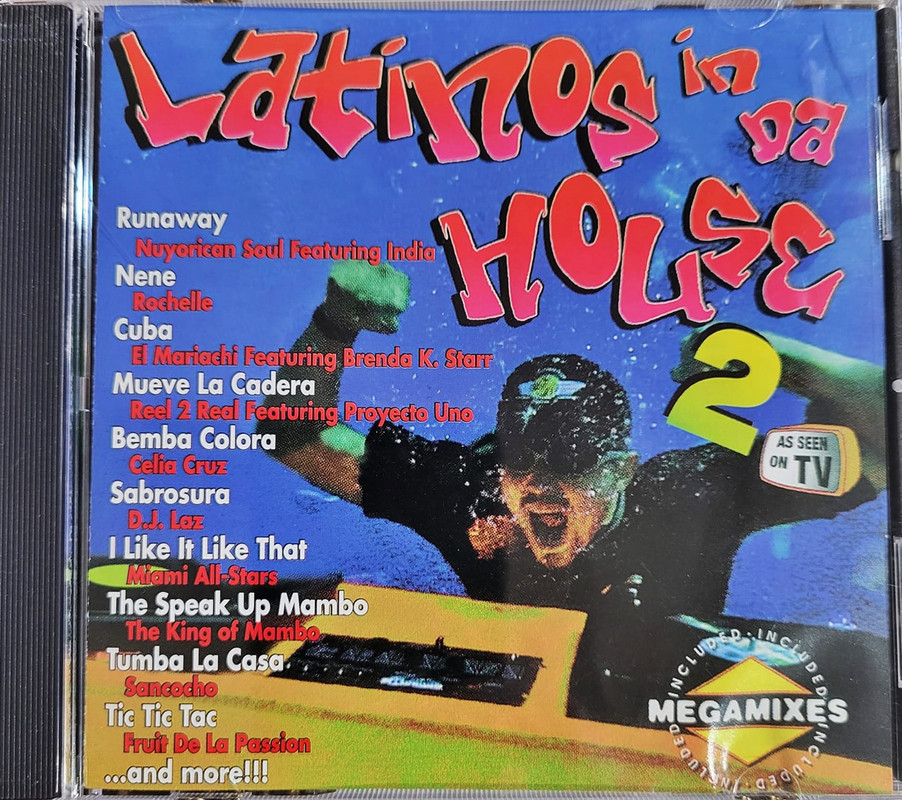 Latinos in
Da
House
2
AS SEEN
ON TV
Runaway
Nuyorican Soul Featuring India
Nene
Rochelle
Cuba
El Mariachi Featuring Brenda K. Starr
Mueve La Cadera
Reel 2 Real Featuring Proyecto Uno
Bemba Colora
Celia Cruz
Sabrosura
D.J. Laz
I Like It Like That
Miami All-Stars
The Speak Up Mambo
The King of Mambo
Tumba La Casa
Sancocho
Tic Tic Tac
Fruit De La Passion
...and more!!!
INCLUDED · INCLUDED · INCLUDED · INCLUDED ·
MEGAMIXES